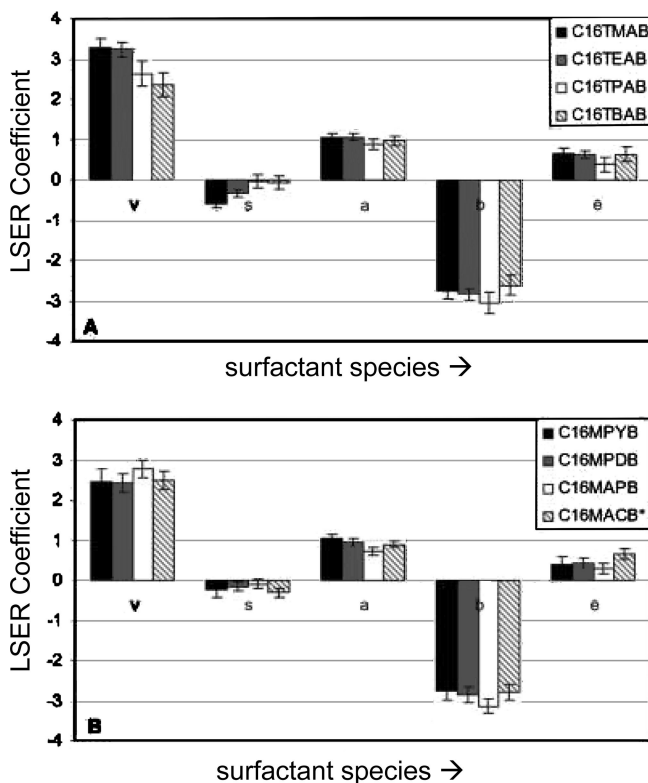 4
3
2
1
0
-1
-2
-3
-4
LSER Coefficient
C16TMAB
C16TEAB
C16TPAB
C16TBAB
v
s
a
b
e
A
surfactant species →
4
3
2
1
0
-1
-2
-3
-4
LSER Coefficient
C16MPYB
C16MPDB
C16MAPB
C16MACB*
v
s
a
b
e
B
surfactant species →